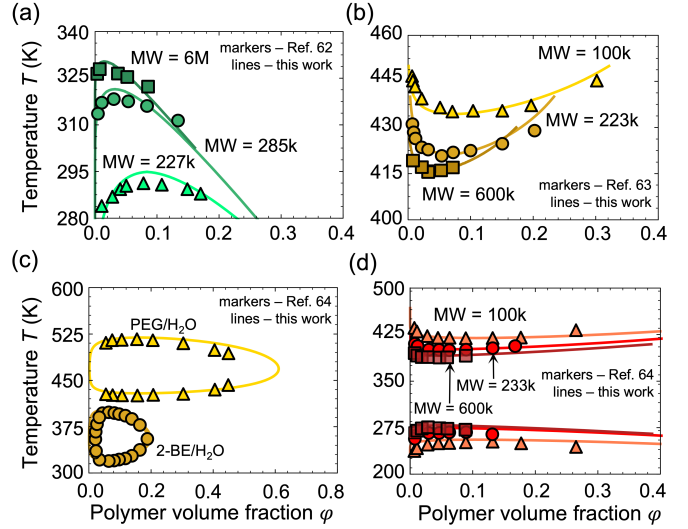 (a)
340
325
310
295
280
Temperature T (K)
MW = 6M
markers – Ref. 62
lines – this work
MW = 285k
MW = 227k
0.0 0.1 0.2 0.3 0.4
(b)
460
445
430
415
400
MW = 100k
MW = 223k
MW = 600k
markers – Ref. 63
lines – this work
0.0 0.1 0.2 0.3 0.4
(c)
600
525
450
375
300
Temperature T (K)
markers – Ref. 64
lines – this work
PEG/H2O
2-BE/H2O
0.0 0.2 0.4 0.6 0.8
Polymer volume fraction φ
(d)
500
425
350
275
200
MW = 100k
MW = 233k
markers – Ref. 64
MW = 600k
lines – this work
0.0 0.1 0.2 0.3 0.4
Polymer volume fraction φ